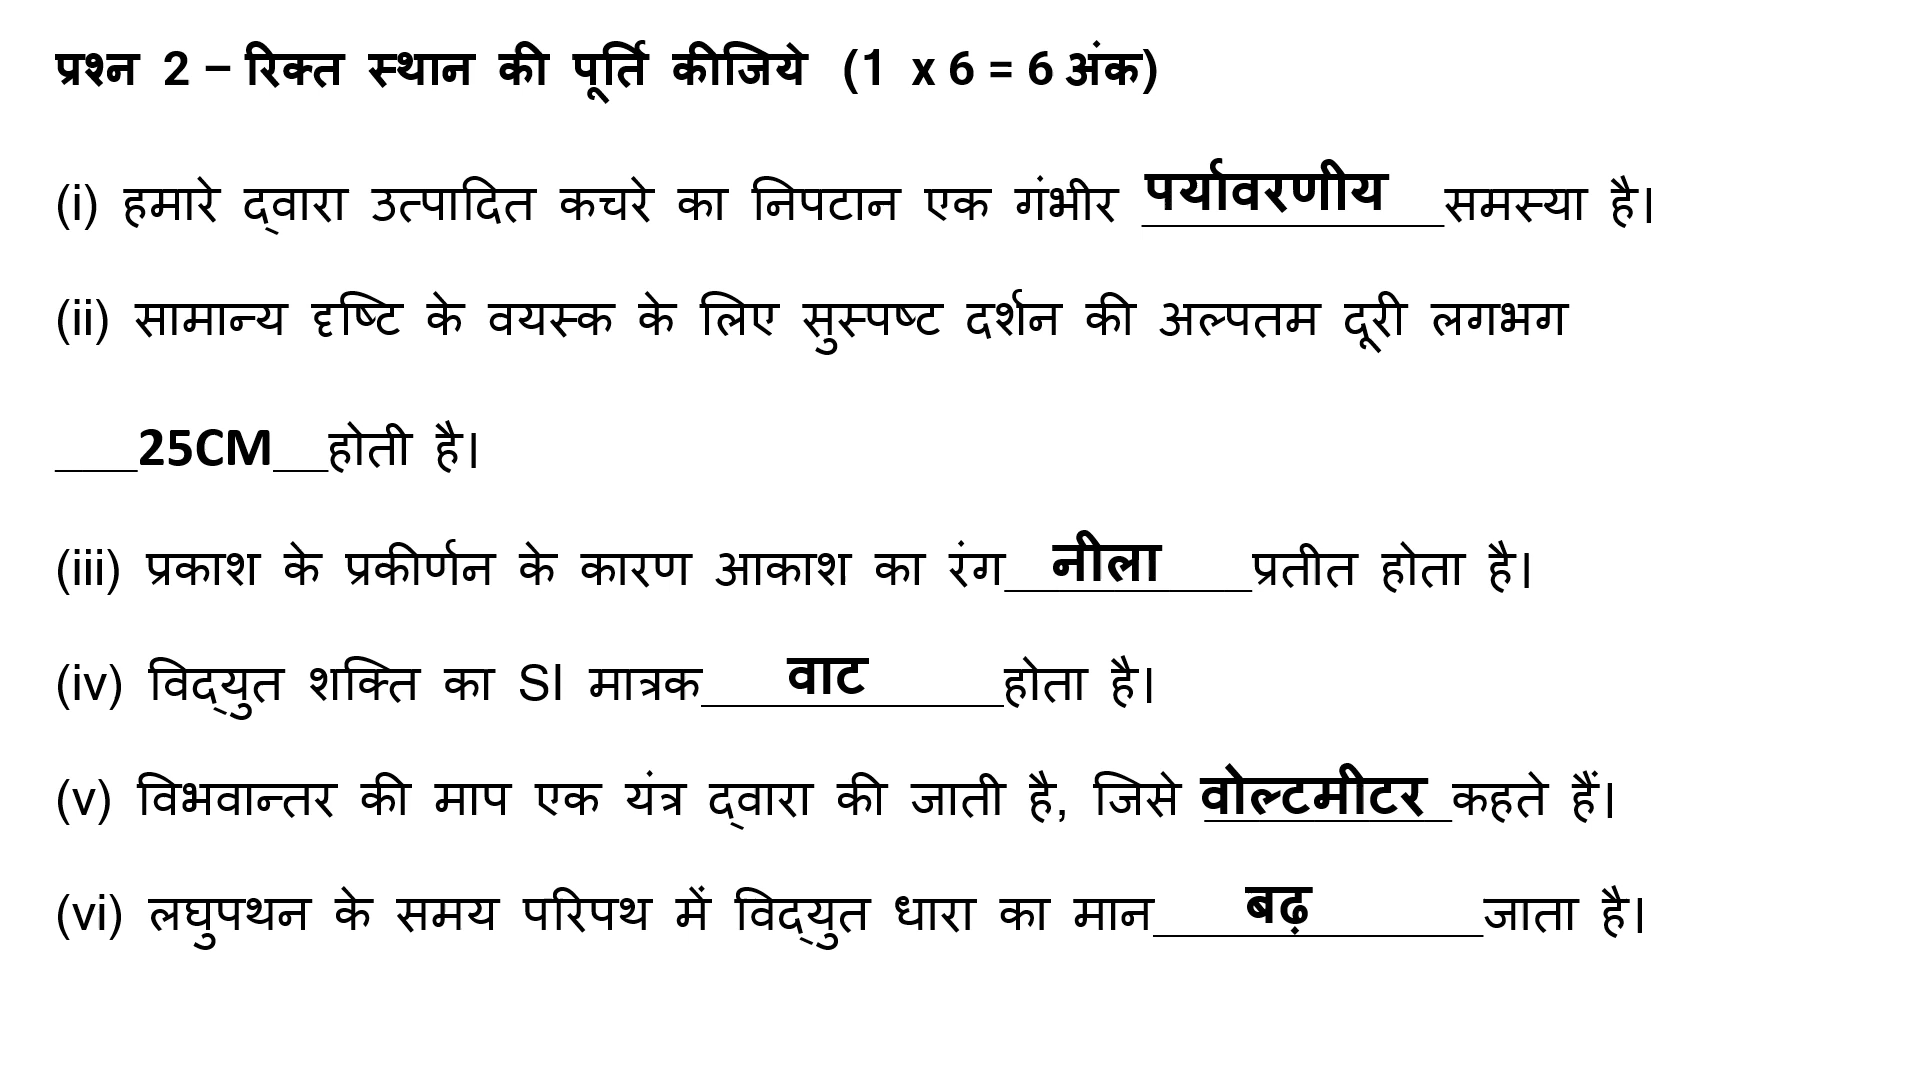 प्रश्न 2 – रिक्त स्थान की पूर्ति कीजिये (1 x 6 = 6 अंक)
(i) हमारे द्वारा उत्पादित कचरे का निपटान एक गंभीर पर्यावरणीय समस्या है।
(ii) सामान्य दृष्टि के वयस्क के लिए सुस्पष्ट दर्शन की अल्पतम दूरी लगभग
___25CM__होती है।
(iii) प्रकाश के प्रकीर्णन के कारण आकाश का रंग नीला प्रतीत होता है।
(iv) विद्युत शक्ति का SI मात्रक वाट होता है।
(v) विभवान्तर की माप एक यंत्र द्वारा की जाती है, जिसे वोल्टमीटर कहते हैं।
(vi) लघुपथन के समय परिपथ में विद्युत धारा का मान बढ़ जाता है।